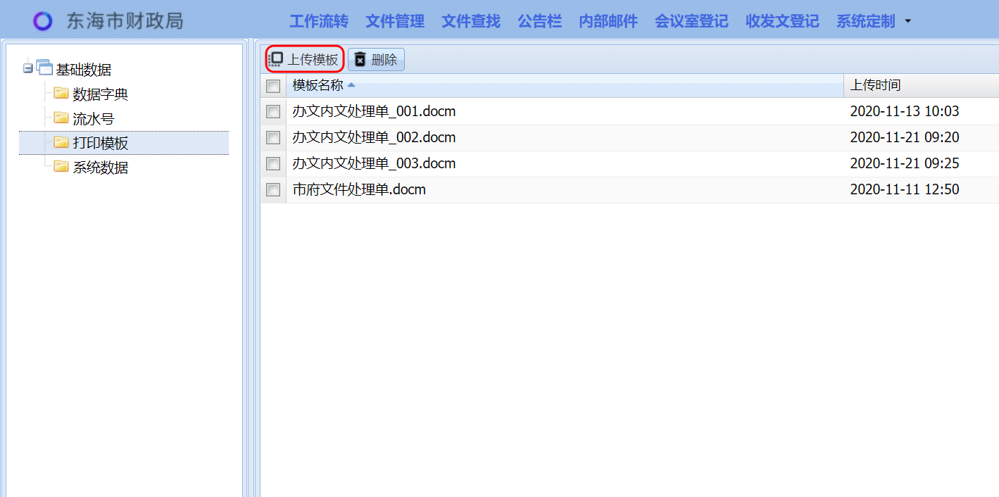 东海市财政局 工作流转 文件管理 文件查找 公告栏 内部邮件 会议室登记 收发文登记 系统定制
基础数据
数据字典
流水号
打印模板
系统数据
上传模板 删除
模板名称 上传时间
办文内文处理单_001.docm 2020-11-13 10:03
办文内文处理单_002.docm 2020-11-21 09:20
办文内文处理单_003.docm 2020-11-21 09:25
市府文件处理单.docm 2020-11-11 12:50